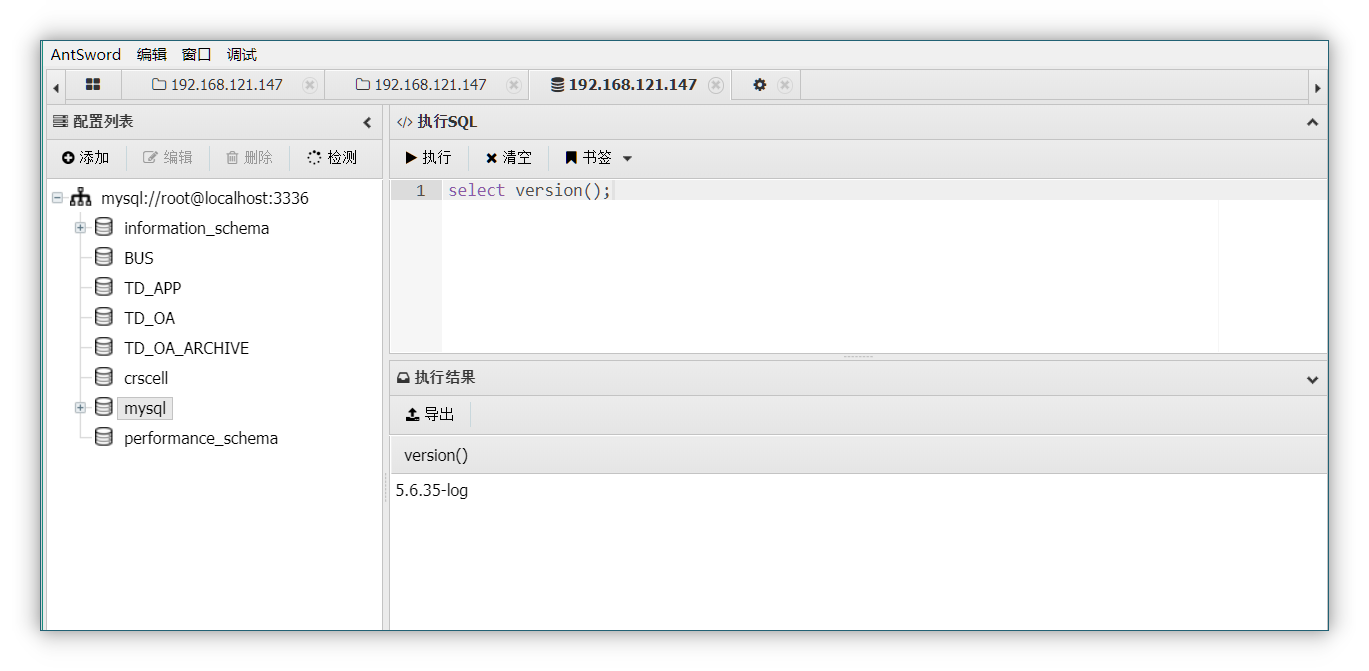 AntSword 编辑 窗口 调试
192.168.121.147 192.168.121.147 192.168.121.147
配置列表
添加 编辑 删除 检测
mysql://root@localhost:3336
information_schema
BUS
TD_APP
TD_OA
TD_OA_ARCHIVE
crscell
mysql
performance_schema
</> 执行SQL
执行 清空 书签
1 select version();
执行结果
导出
version()
5.6.35-log